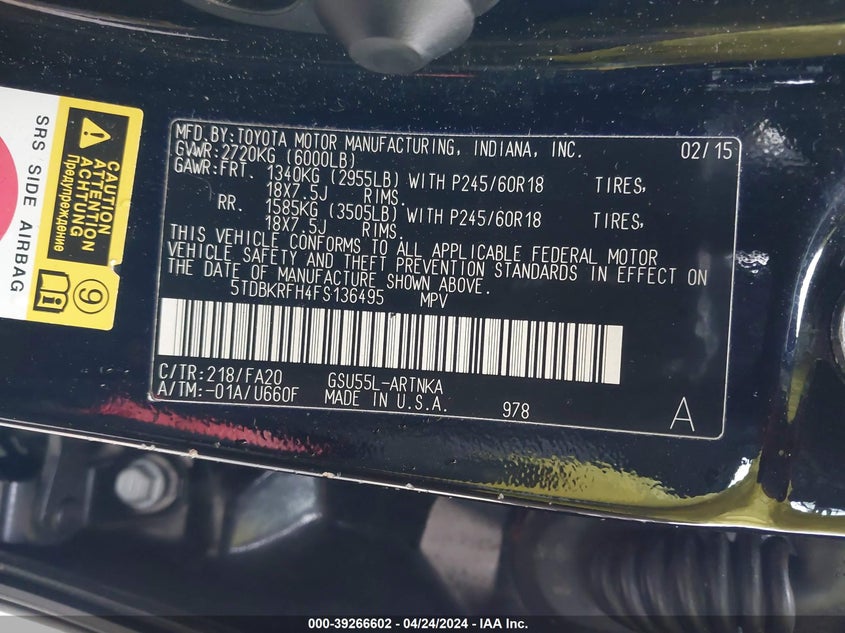 SRS SIDE AIRBAG
CAUTION
ATTENTION
ACHTUNG
Предупреждение
9
MFD.BY:TOYOTA MOTOR MANUFACTURING, INDIANA, INC. 02/15
GVWR:2720KG (6000LB)
GAWR:FRT. 1340KG (2955LB) WITH P245/60R18 TIRES,
18X7.5J RIMS.
RR. 1585KG (3505LB) WITH P245/60R18 TIRES,
18X7.5J RIMS.
THIS VEHICLE CONFORMS TO ALL APPLICABLE FEDERAL MOTOR
VEHICLE SAFETY AND THEFT PREVENTION STANDARDS IN EFFECT ON
THE DATE OF MANUFACTURE SHOWN ABOVE.
5TDBKRFH4FS136495 MPV
C/TR:218/FA20 GSU55L-ARTNKA
A/TM:-01A/U660F MADE IN U.S.A. 978 A
000-39266602 - 04/24/2024 - IAA Inc.